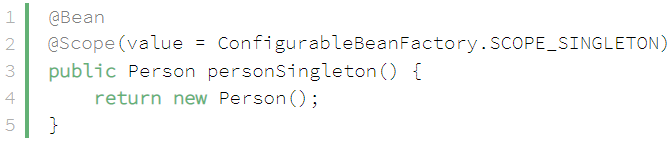 1 @Bean
2 @Scope(value = ConfigurableBeanFactory.SCOPE_SINGLETON)
3 public Person personSingleton() {
4     return new Person();
5 }